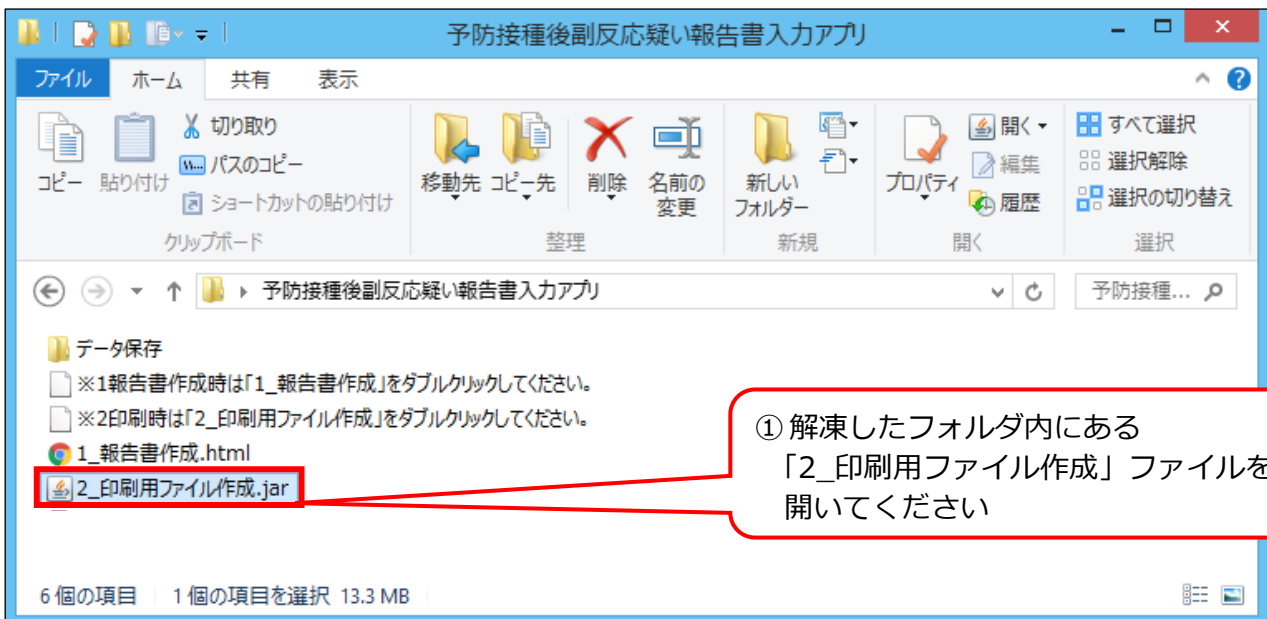 予防接種後副反応疑い報告書入力アプリ
ファイル ホーム 共有 表示
コピー 貼り付け 切り取り
パスのコピー
ショートカットの貼り付け
クリップボード
移動先 コピー先 削除 名前の変更
整理
新しいフォルダー
新規
プロパティ 開く
編集
履歴
開く
すべて選択
選択解除
選択の切り替え
選択
予防接種後副反応疑い報告書入力アプリ 予防接種...
データ保存
※1報告書作成時は「1_報告書作成」をダブルクリックしてください。
※2印刷時は「2_印刷用ファイル作成」をダブルクリックしてください。
1_報告書作成.html
2_印刷用ファイル作成.jar
① 解凍したフォルダ内にある
「2_印刷用ファイル作成」ファイルを
開いてください
6 個の項目 1 個の項目を選択 13.3 MB